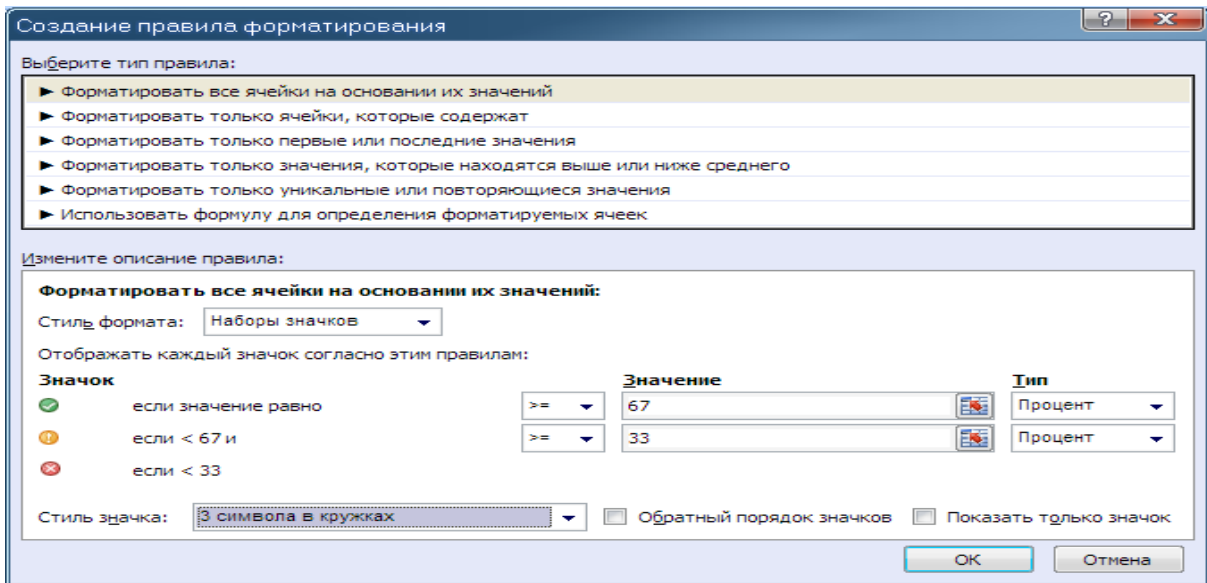 Создание правила форматирования
Выберите тип правила:
► Форматировать все ячейки на основании их значений
► Форматировать только ячейки, которые содержат
► Форматировать только первые или последние значения
► Форматировать только значения, которые находятся выше или ниже среднего
► Форматировать только уникальные или повторяющиеся значения
► Использовать формулу для определения форматируемых ячеек
Измените описание правила:
Форматировать все ячейки на основании их значений:
Стиль формата: Наборы значков
Отображать каждый значок согласно этим правилам:
Значок Значение Тип
если значение равно >= 67 Процент
если < 67 и >= 33 Процент
если < 33
Стиль значка: 3 символа в кружках Обратный порядок значков Показать только значок
ОК Отмена